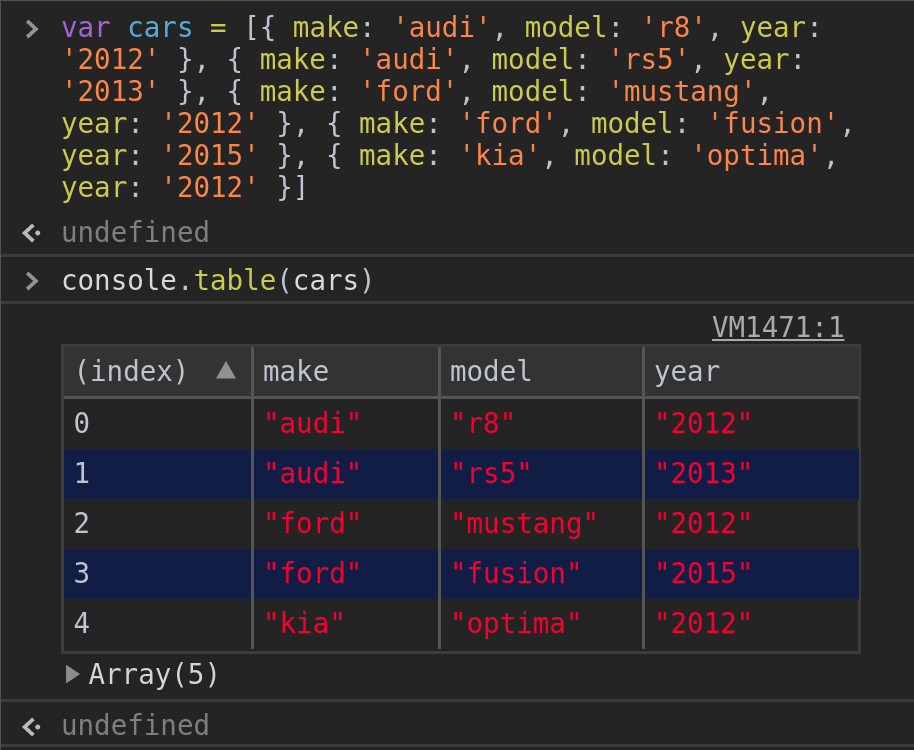 var cars = [{ make: 'audi', model: 'r8', year:
'2012' }, { make: 'audi', model: 'rs5', year:
'2013' }, { make: 'ford', model: 'mustang',
year: '2012' }, { make: 'ford', model: 'fusion',
year: '2015' }, { make: 'kia', model: 'optima',
year: '2012' }]
undefined
console.table(cars)
VM1471:1
(index) make model year
0 "audi" "r8" "2012"
1 "audi" "rs5" "2013"
2 "ford" "mustang" "2012"
3 "ford" "fusion" "2015"
4 "kia" "optima" "2012"
Array(5)
undefined